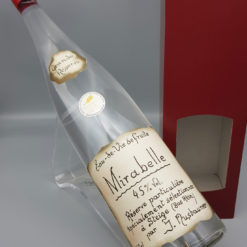 Grande
Réserve
Eau-de-Vie de fruits
Mirabelle
45% Vol.
Réserve particulière
spécialement sélectionnée
à Steige (Bas-Rhin)
par J. Nusbaumer